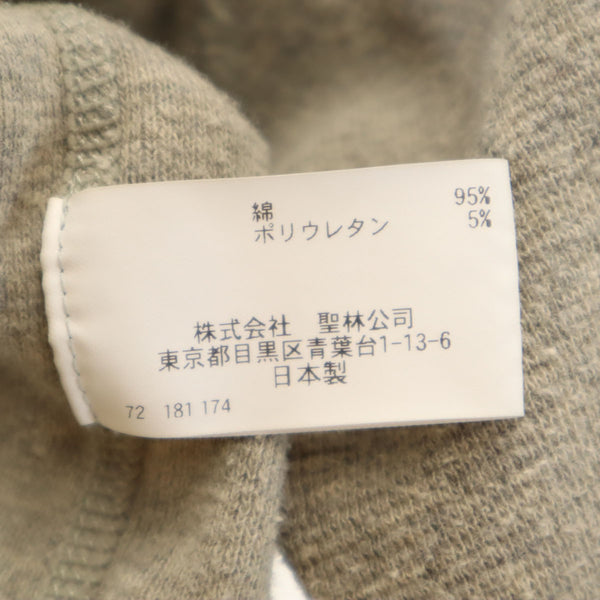 綿 95%
ポリウレタン 5%
株式会社 聖林公司
東京都目黒区青葉台1-13-6
日本製
72 181 174